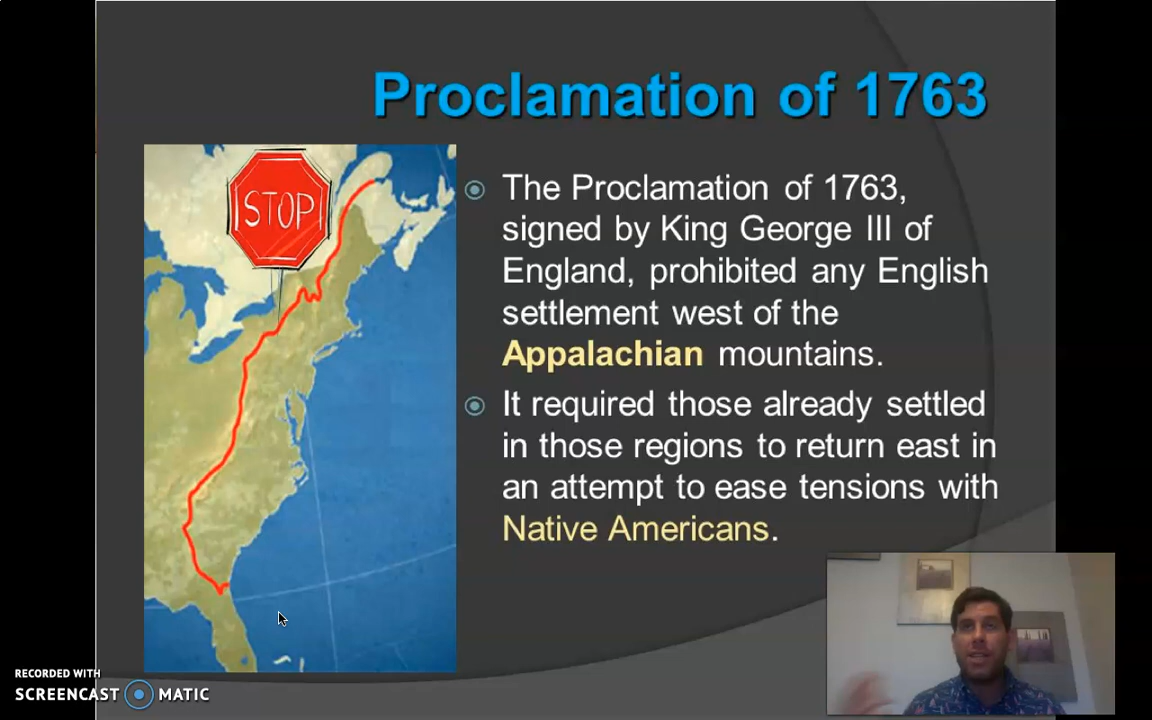 Proclamation of 1763
STOP
The Proclamation of 1763,
signed by King George III of
England, prohibited any English
settlement west of the
Appalachian mountains.
It required those already settled
in those regions to return east in
an attempt to ease tensions with
Native Americans.
RECORDED WITH
SCREENCAST MATIC